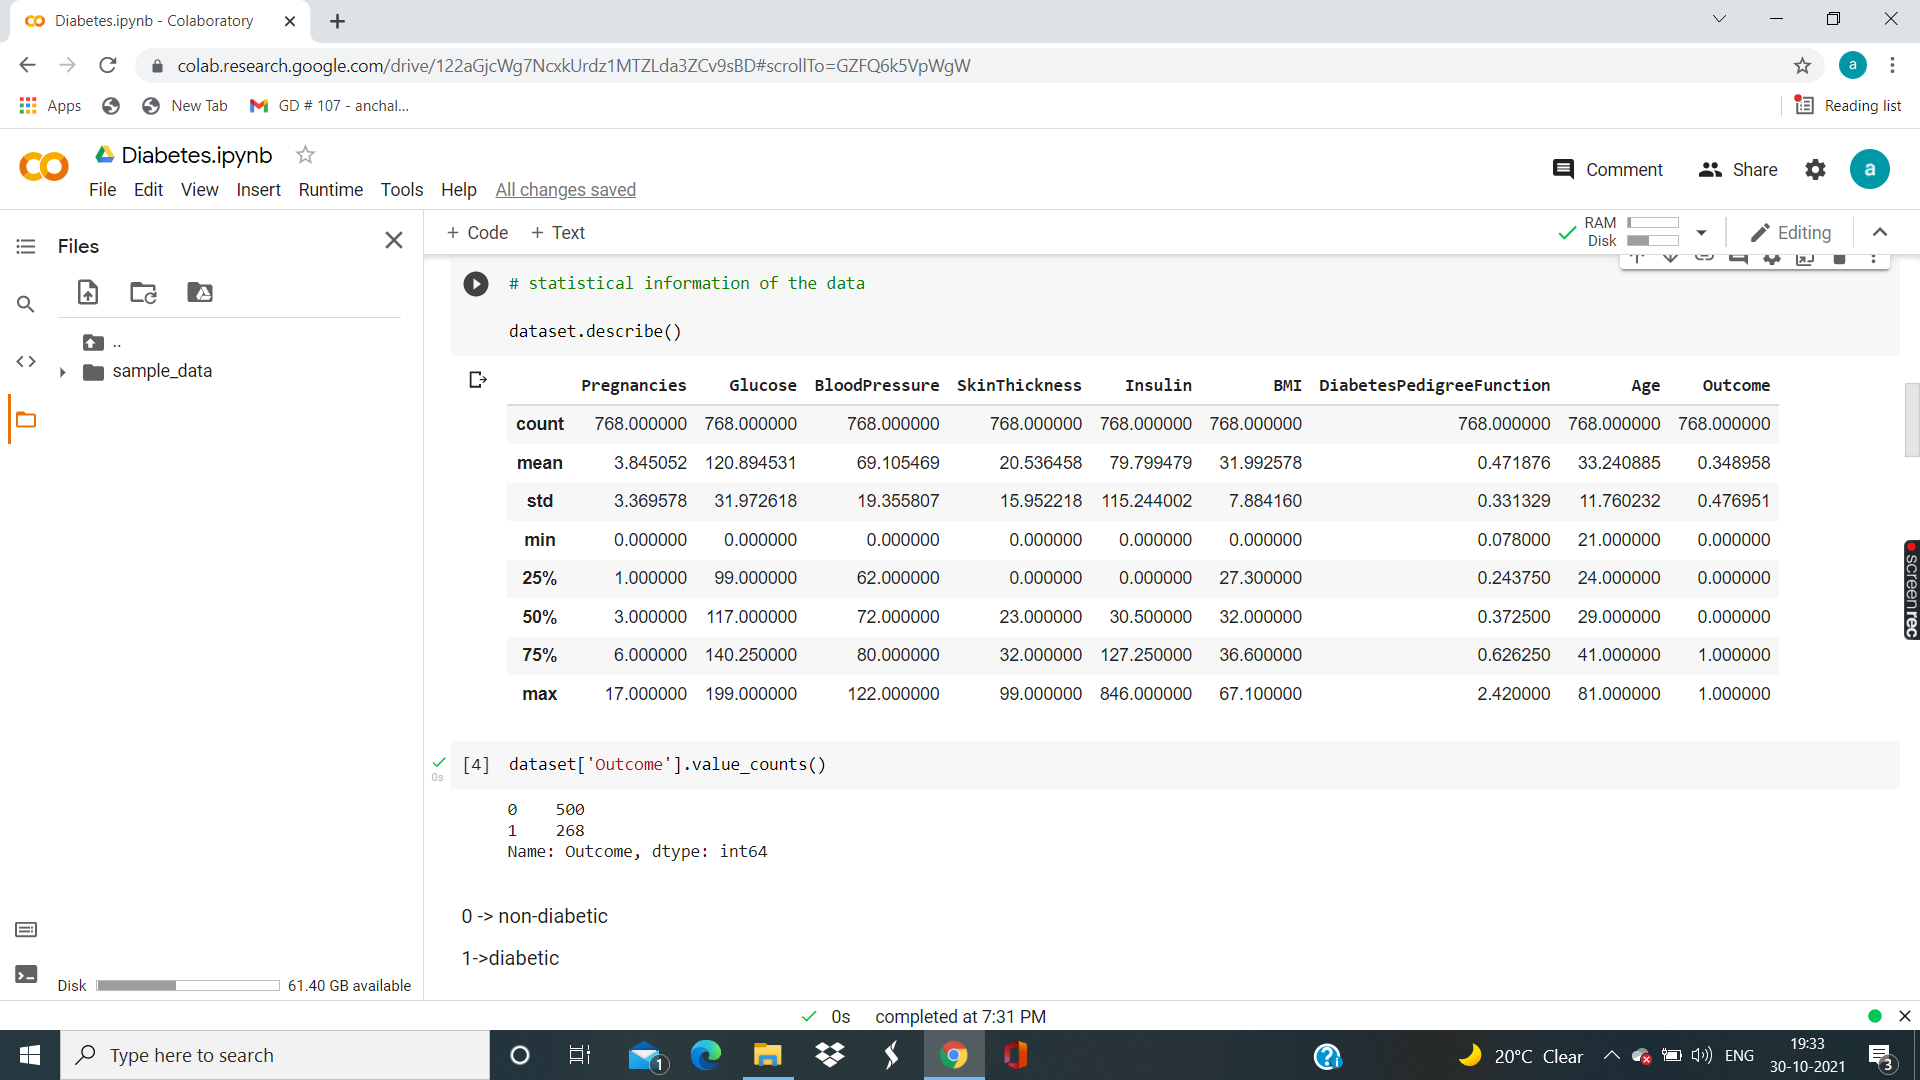 Diabetes.ipynb - Colaboratory
colab.research.google.com/drive/122aGjcWg7NcxkUrdz1MTZLda3ZCv9sBD#scrollTo=GZFQ6k5VpWgW
a
Apps New Tab GD # 107 - anchal... Reading list
Diabetes.ipynb
Comment Share a
File Edit View Insert Runtime Tools Help All changes saved
Files
+ Code + Text
RAM
Disk
Editing
# statistical information of the data
dataset.describe()
..
sample_data
Pregnancies Glucose BloodPressure SkinThickness Insulin BMI DiabetesPedigreeFunction Age Outcome
count 768.000000 768.000000 768.000000 768.000000 768.000000 768.000000 768.000000 768.000000 768.000000
mean 3.845052 120.894531 69.105469 20.536458 79.799479 31.992578 0.471876 33.240885 0.348958
std 3.369578 31.972618 19.355807 15.952218 115.244002 7.884160 0.331329 11.760232 0.476951
min 0.000000 0.000000 0.000000 0.000000 0.000000 0.000000 0.078000 21.000000 0.000000
25% 1.000000 99.000000 62.000000 0.000000 0.000000 27.300000 0.243750 24.000000 0.000000
50% 3.000000 117.000000 72.000000 23.000000 30.500000 32.000000 0.372500 29.000000 0.000000
75% 6.000000 140.250000 80.000000 32.000000 127.250000 36.600000 0.626250 41.000000 1.000000
max 17.000000 199.000000 122.000000 99.000000 846.000000 67.100000 2.420000 81.000000 1.000000
screenrec
[4] dataset['Outcome'].value_counts()
0s
0 500
1 268
Name: Outcome, dtype: int64
0 -> non-diabetic
1->diabetic
Disk 61.40 GB available
0s completed at 7:31 PM
Type here to search
1
20°C Clear
ENG
19:33
30-10-2021
3